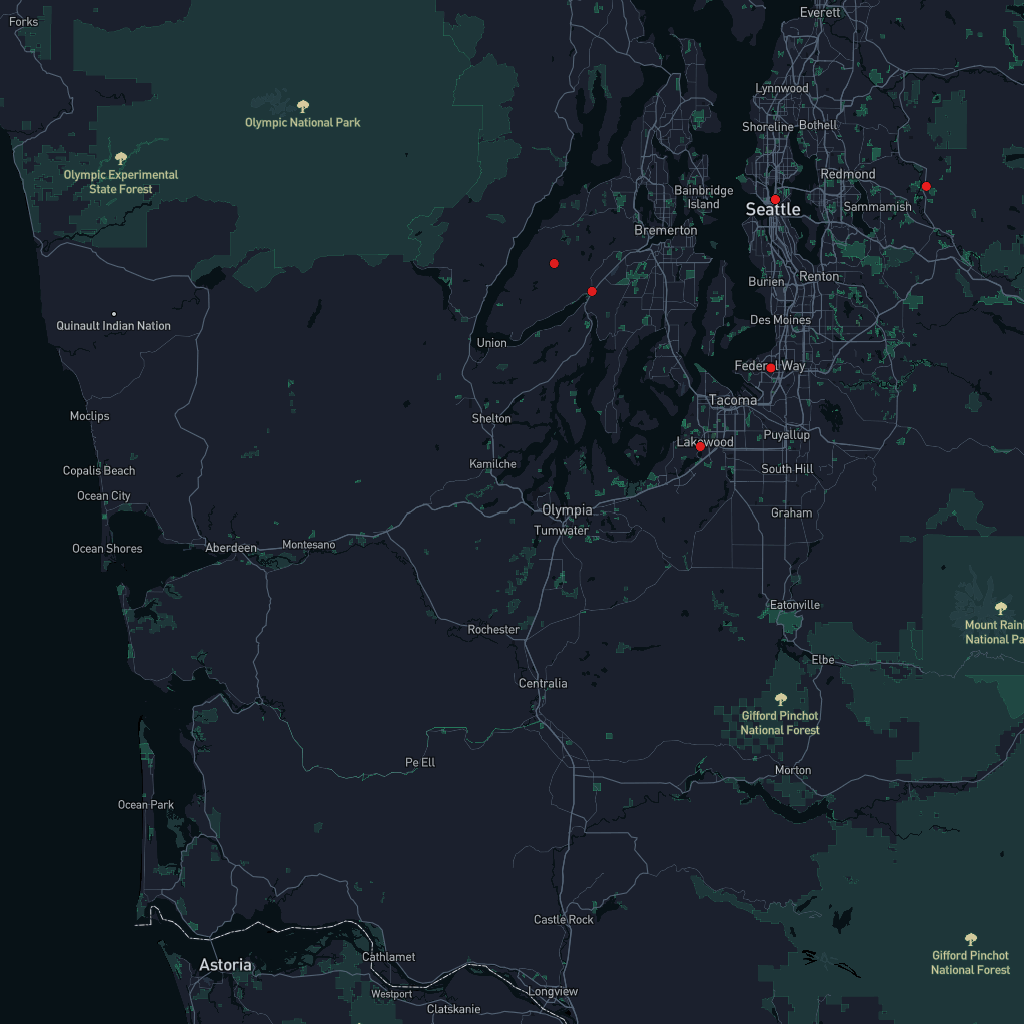 Forks
Everett
Lynnwood
Olympic National Park
Shoreline
Bothell
Olympic Experimental
State Forest
Redmond
Bainbridge
Island
Sammamish
Seattle
Bremerton
Renton
Burien
Quinault Indian Nation
Des Moines
Union
Federal Way
Tacoma
Moclips
Shelton
Puyallup
Lakewood
Kamilche
South Hill
Copalis Beach
Ocean City
Olympia
Graham
Tumwater
Montesano
Ocean Shores
Aberdeen
Eatonville
Rochester
Mount Raini
National Pa
Elbe
Centralia
Gifford Pinchot
National Forest
Pe Ell
Morton
Ocean Park
Castle Rock
Cathlamet
Gifford Pinchot
National Forest
Astoria
Westport
Longview
Clatskanie